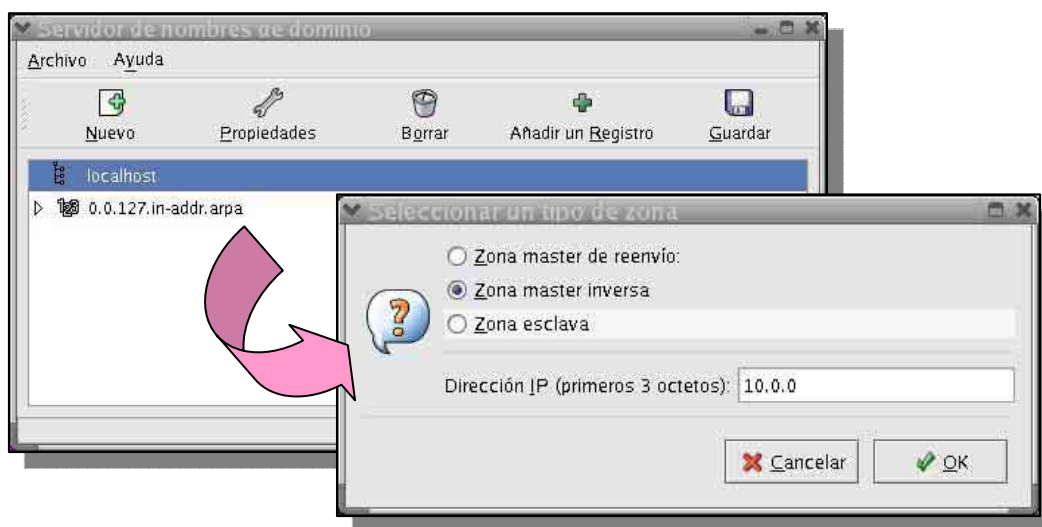 Servidor de nombres de dominio
Archivo Ayuda
Nuevo Propiedades Borrar Añadir un Registro Guardar
localhost
0.0.127.in-addr.arpa
Seleccionar un tipo de zona
Zona master de reenvío:
Zona master inversa
Zona esclava
Dirección IP (primeros 3 octetos): 10.0.0
Cancelar OK